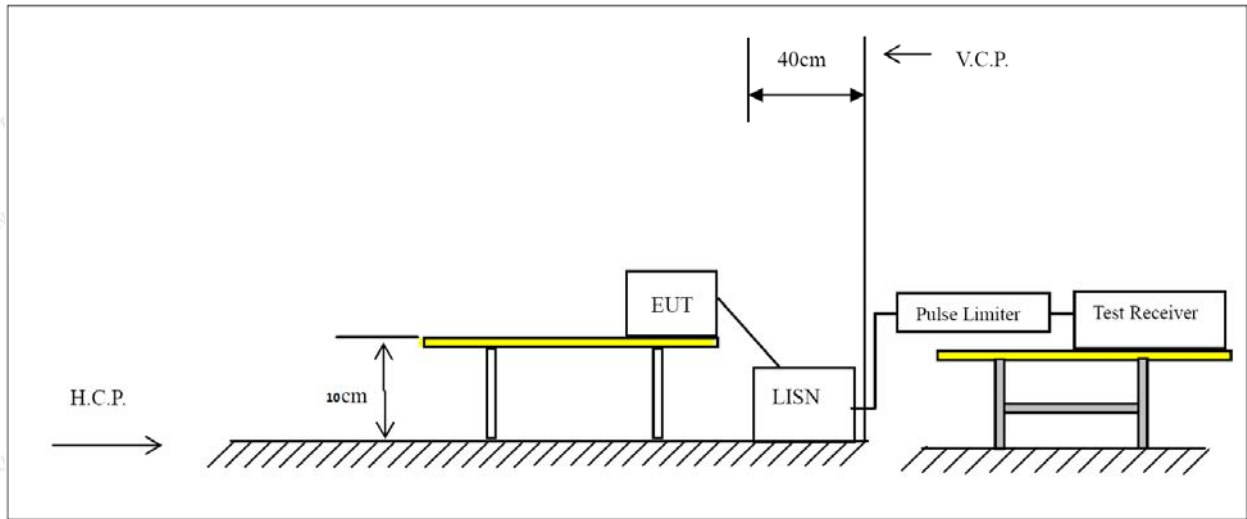 40cm
V.C.P.
EUT
Pulse Limiter
Test Receiver
H.C.P.
10cm
LISN